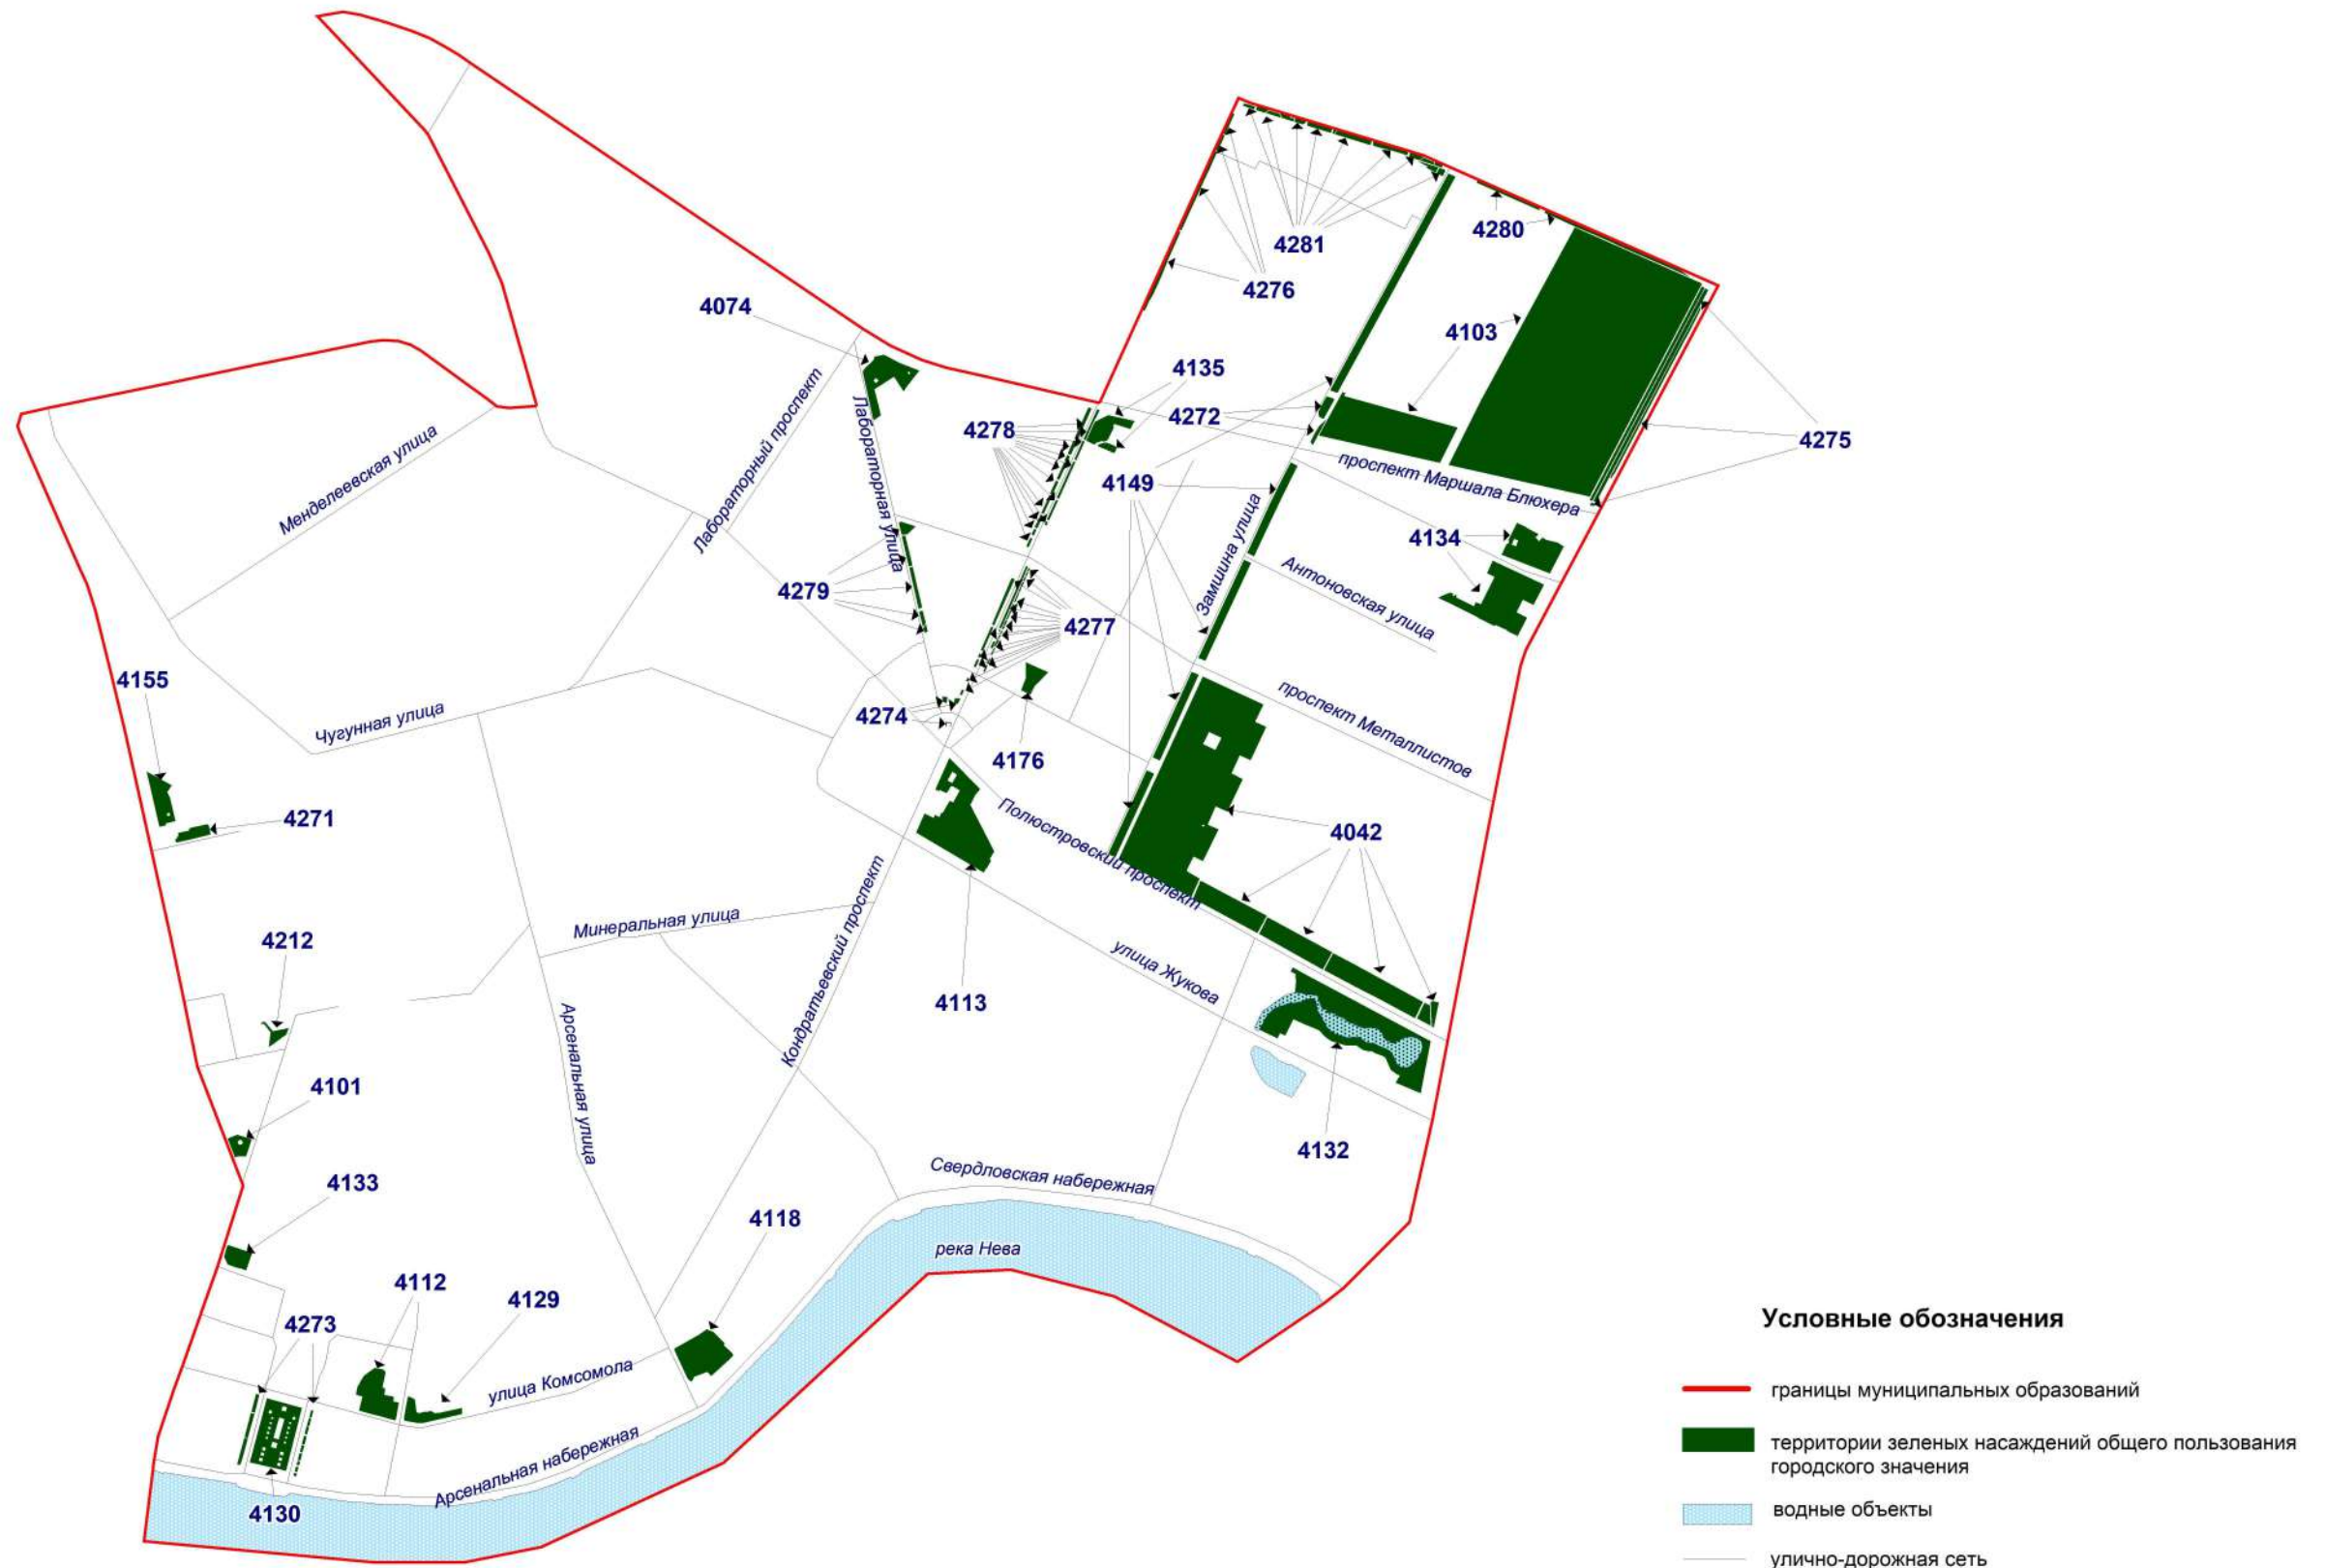 4281
4280
4276
4074
4103
4135
4272
4278
4275
4149
Лабораторный проспект
Лабораторная улица
Менделеевская улица
проспект Маршала Блюхера
4134
Замшина улица
Антоновская улица
4279
4277
4155
Чугунная улица
4274
4176
проспект Металлистов
4271
4042
Полюстровский проспект
Кондратьевский проспект
Минеральная улица
4212
4113
улица Жукова
Арсенальная улица
4101
4132
4133
Свердловская набережная
4118
река Нева
4112
4129
4273
улица Комсомола
Арсенальная набережная
4130
Условные обозначения
границы муниципальных образований
территории зеленых насаждений общего пользования
городского значения
водные объекты
улично-дорожная сеть